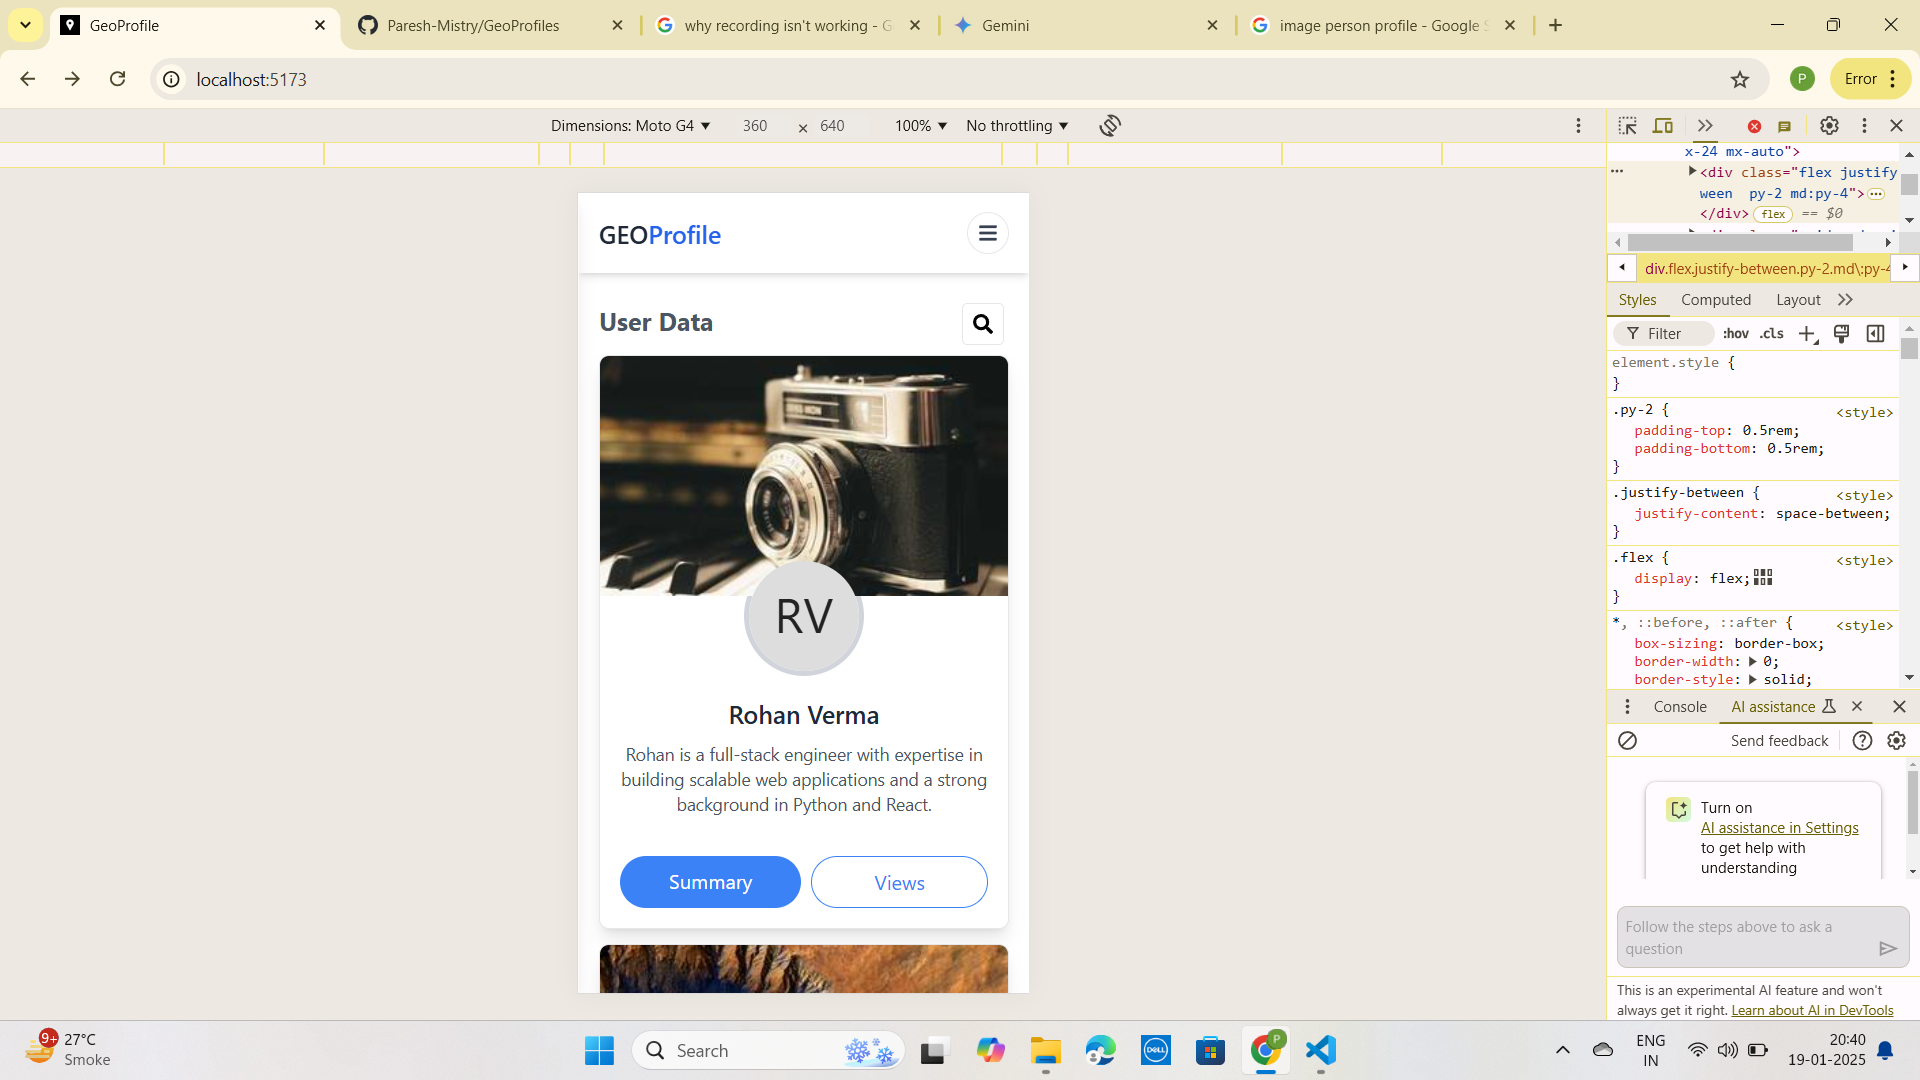 GeoProfile
Paresh-Mistry/GeoProfiles
why recording isn't working - G
Gemini
image person profile - Google S
localhost:5173
P
Error
Dimensions: Moto G4
360
×
640
100%
No throttling
GEOProfile
User Data
RV
Rohan Verma
Rohan is a full-stack engineer with expertise in
building scalable web applications and a strong
background in Python and React.
Summary
Views
x-24 mx-auto">
<div class="flex justify
ween py-2 md:py-4">
</div> flex == $0
div.flex.justify-between.py-2.md\:py-4
Styles
Computed
Layout
Filter
:hov
.cls
element.style {
}
.py-2 {
<style>
padding-top: 0.5rem;
padding-bottom: 0.5rem;
}
.justify-between {
<style>
justify-content: space-between;
}
.flex {
<style>
display: flex;
}
*, ::before, ::after {
<style>
box-sizing: border-box;
border-width: 0;
border-style: solid;
Console
AI assistance
Send feedback
Turn on
AI assistance in Settings
to get help with
understanding
Follow the steps above to ask a
question
This is an experimental AI feature and won't
always get it right. Learn about AI in DevTools
9+
27°C
Smoke
Search
DELL
P
ENG
IN
20:40
19-01-2025